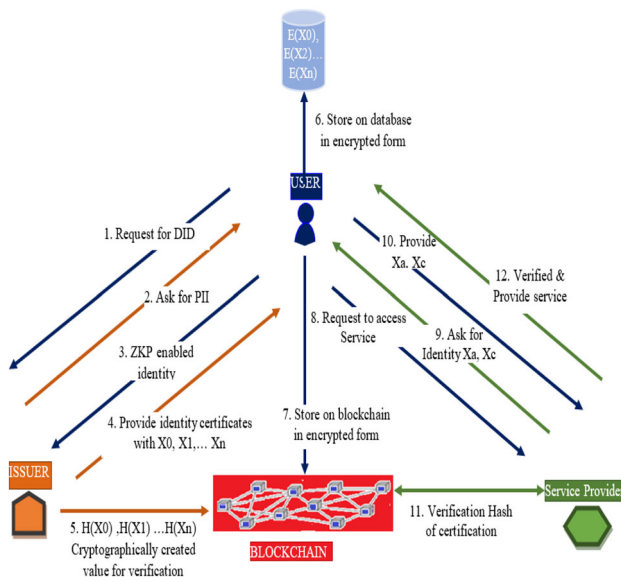 E(X0),
E(X2)...
E(Xn)
6. Store on database
in encrypted form
USER
1. Request for DID
2. Ask for PII
3. ZKP enabled
identity
4. Provide identity certificates
with X0, X1,... Xn
10. Provide
Xa, Xc
12. Verified &
Provide service
8. Request to access
Service
9. Ask for
Identity Xa, Xc
7. Store on blockchain
in encrypted form
ISSUER
5. H(X0) ,H(X1) ...H(Xn)
Cryptographically created
value for verification
BLOCKCHAIN
11. Verification Hash
of certification
Service Provide